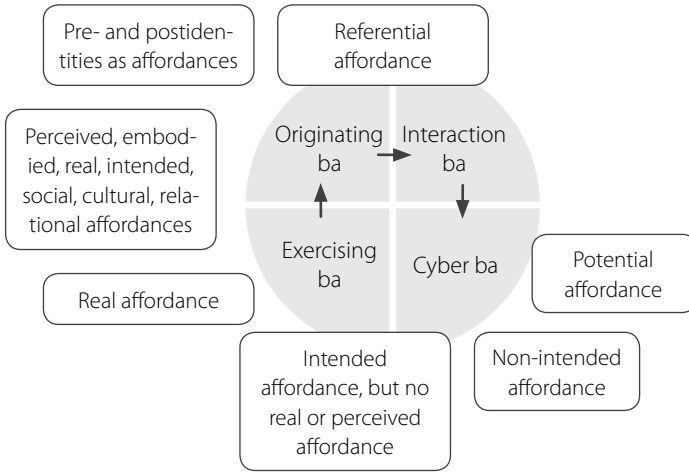 Pre- and postiden-
tities as affordances
Referential
affordance
Perceived, embod-
ied, real, intended,
social, cultural, rela-
tional affordances
Originating
ba
Interaction
ba
Exercising
ba
Cyber ba
Real affordance
Potential
affordance
Intended
affordance, but no
real or perceived
affordance
Non-intended
affordance